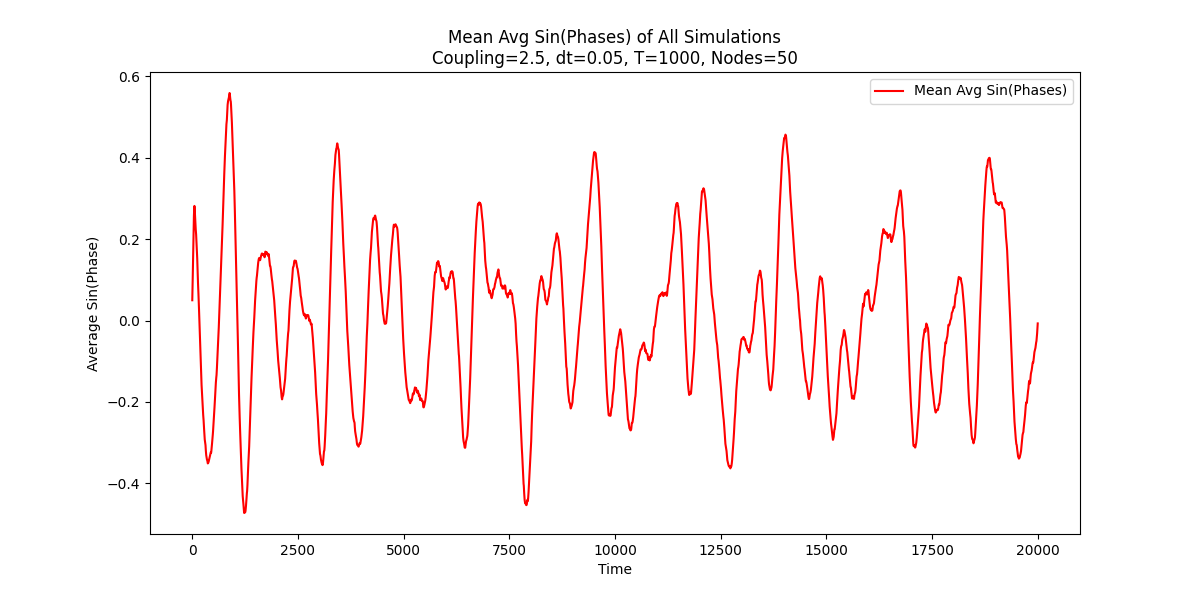 Mean Avg Sin(Phases) of All Simulations
Coupling=2.5, dt=0.05, T=1000, Nodes=50
Mean Avg Sin(Phases)
0.6
0.4
0.2
0.0
−0.2
−0.4
Average Sin(Phase)
0 2500 5000 7500 10000 12500 15000 17500 20000
Time